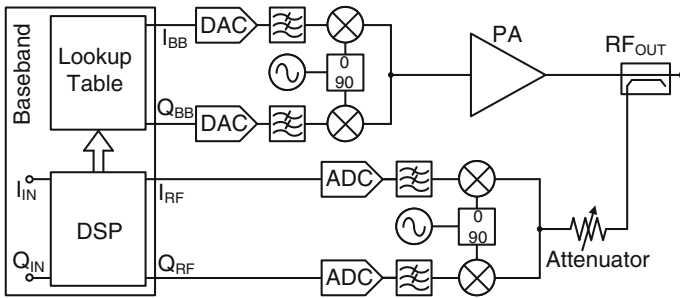 Baseband
Lookup
Table
I_BB
DAC
0
90
PA
RF_OUT
Q_BB
DAC
I_IN
DSP
I_RF
ADC
0
90
Q_IN
Q_RF
ADC
Attenuator